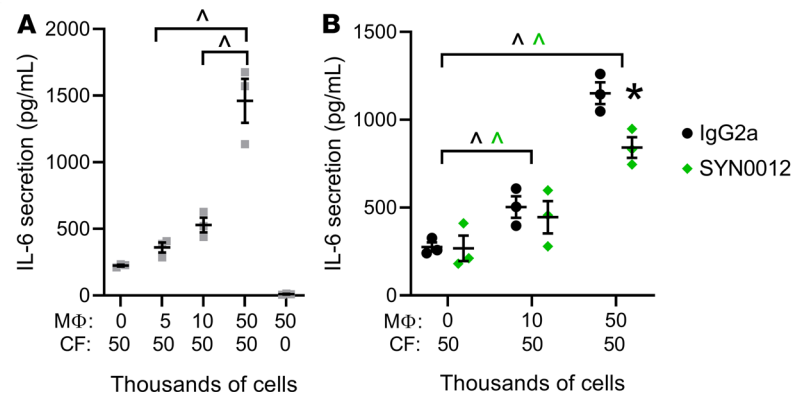 A
B
IL-6 secretion (pg/mL)
2000
1500
1000
500
0
^
^
MΦ: 0 5 10 50 50
CF: 50 50 50 50 0
Thousands of cells
IL-6 secretion (pg/mL)
1500
1000
500
0
^ ^
^ ^
*
IgG2a
SYN0012
MΦ: 0 10 50
CF: 50 50 50
Thousands of cells